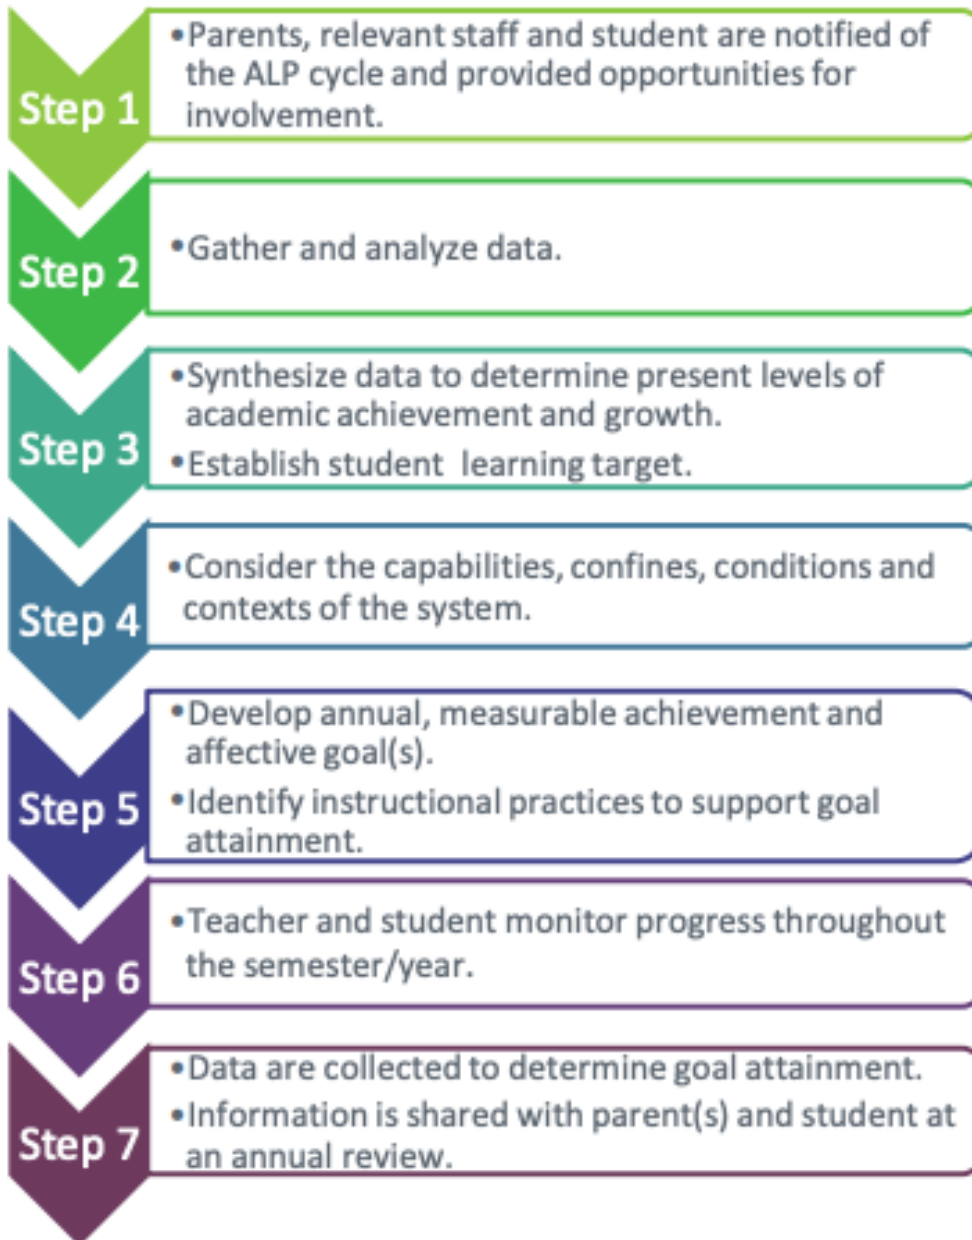 Step 1
•Parents, relevant staff and student are notified of
the ALP cycle and provided opportunities for
involvement.
Step 2
•Gather and analyze data.
Step 3
•Synthesize data to determine present levels of
academic achievement and growth.
•Establish student  learning target.
Step 4
•Consider the capabilities, confines, conditions and
contexts of the system.
Step 5
•Develop annual, measurable achievement and
affective goal(s).
•Identify instructional practices to support goal
attainment.
Step 6
•Teacher and student monitor progress throughout
the semester/year.
Step 7
•Data are collected to determine goal attainment.
•Information is shared with parent(s) and student at
an annual review.